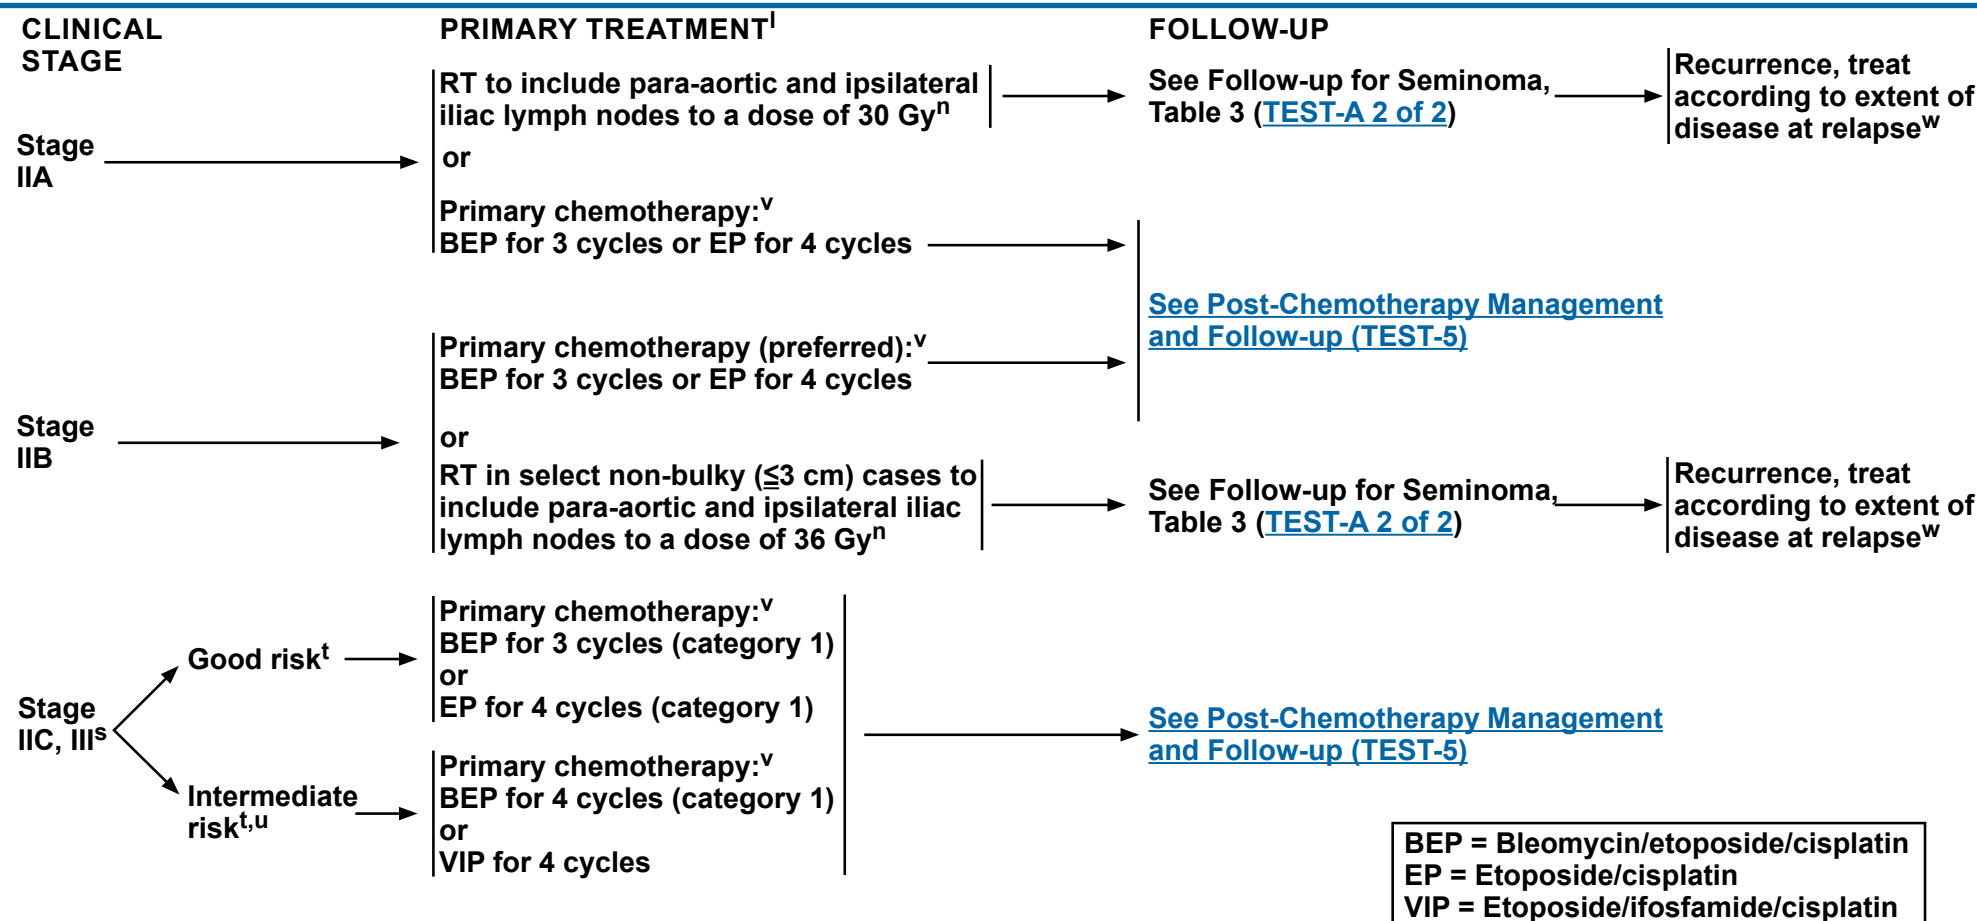 CLINICAL
STAGE
PRIMARY TREATMENTl
FOLLOW-UP
Stage
IIA
RT to include para-aortic and ipsilateral
iliac lymph nodes to a dose of 30 Gyn
or
Primary chemotherapy:v
BEP for 3 cycles or EP for 4 cycles
See Follow-up for Seminoma,
Table 3 (TEST-A 2 of 2)
Recurrence, treat
according to extent of
disease at relapsew
See Post-Chemotherapy Management
and Follow-up (TEST-5)
Stage
IIB
Primary chemotherapy (preferred):v
BEP for 3 cycles or EP for 4 cycles
or
RT in select non-bulky (≦3 cm) cases to
include para-aortic and ipsilateral iliac
lymph nodes to a dose of 36 Gyn
See Follow-up for Seminoma,
Table 3 (TEST-A 2 of 2)
Recurrence, treat
according to extent of
disease at relapsew
Stage
IIC, IIIs
Good riskt
Primary chemotherapy:v
BEP for 3 cycles (category 1)
or
EP for 4 cycles (category 1)
Intermediate
riskt,u
Primary chemotherapy:v
BEP for 4 cycles (category 1)
or
VIP for 4 cycles
See Post-Chemotherapy Management
and Follow-up (TEST-5)
BEP = Bleomycin/etoposide/cisplatin
EP = Etoposide/cisplatin
VIP = Etoposide/ifosfamide/cisplatin